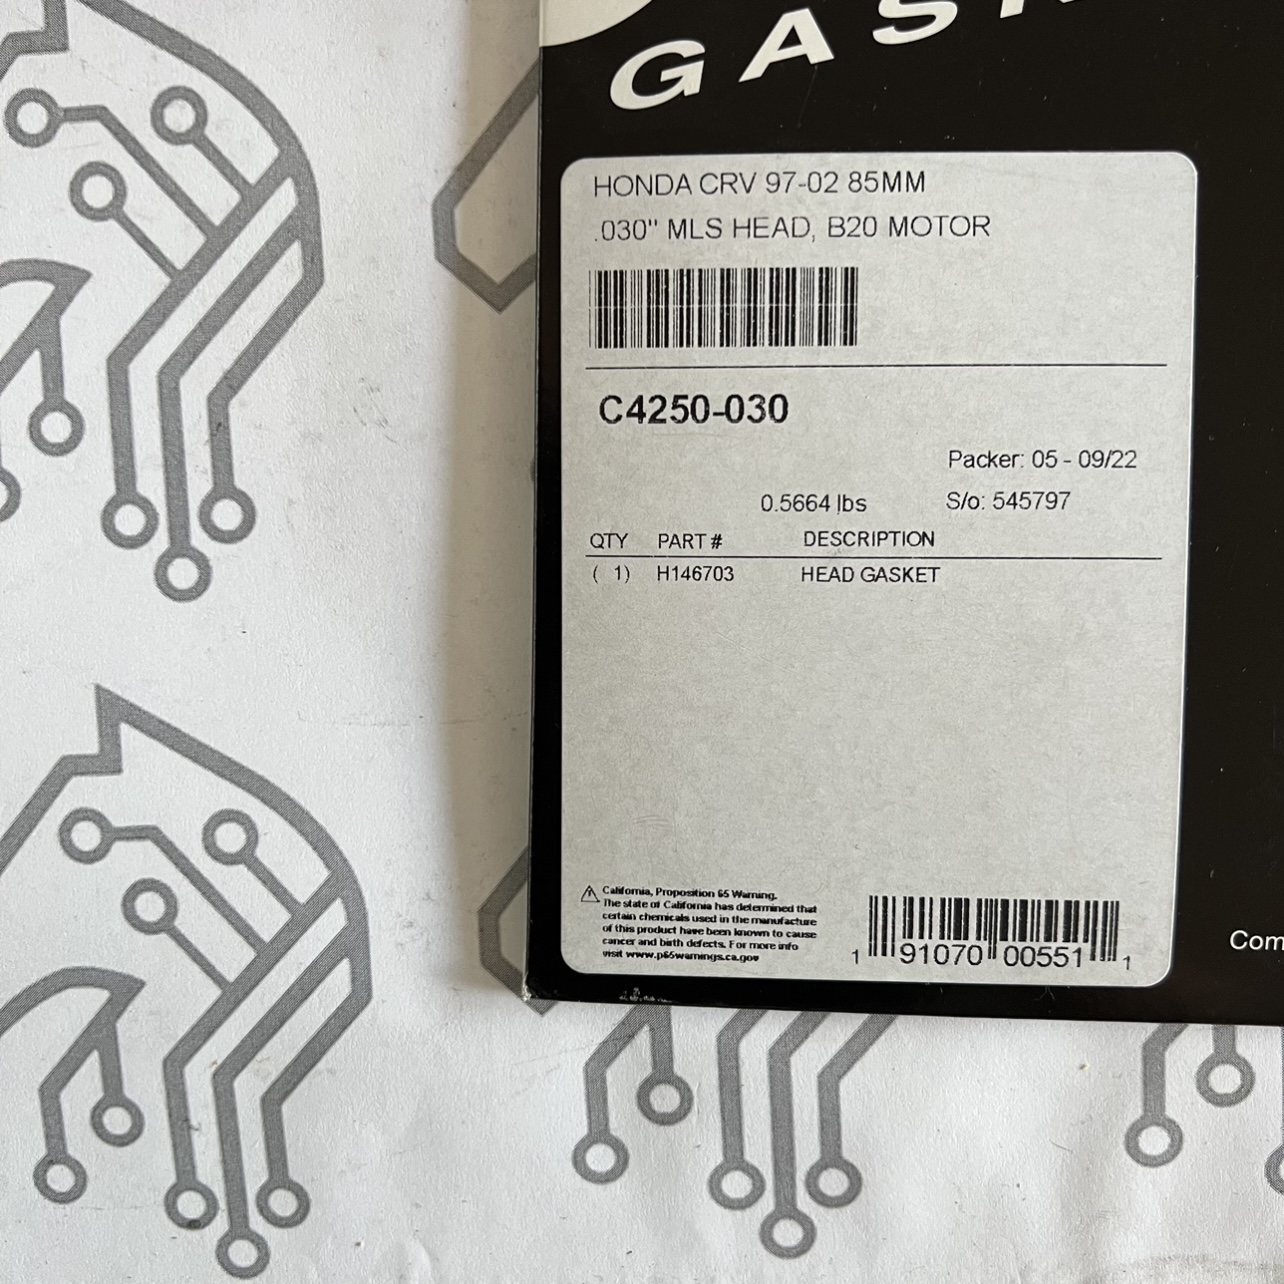 GASK
HONDA CRV 97-02 85MM
.030" MLS HEAD, B20 MOTOR
C4250-030
Packer: 05 - 09/22
0.5664 lbs S/o: 545797
QTY PART # DESCRIPTION
( 1) H146703 HEAD GASKET
California, Proposition 65 Warning.
The state of California has determined that
certain chemicals used in the manufacture
of this product have been known to cause
cancer and birth defects. For more info
visit www.p65warnings.ca.gov
1 91070 00551 1
Com